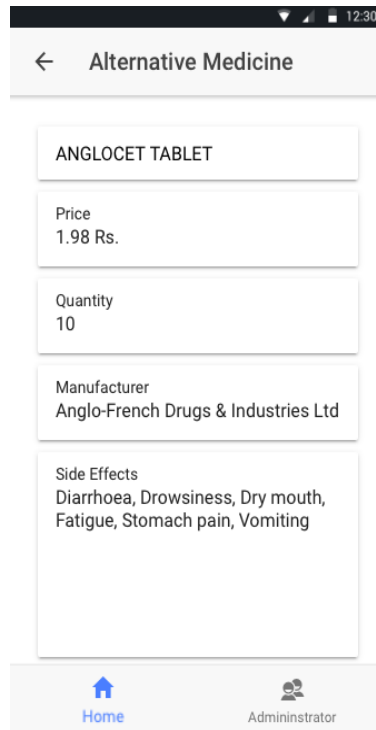 12:30
Alternative Medicine
ANGLOCET TABLET
Price
1.98 Rs.
Quantity
10
Manufacturer
Anglo-French Drugs & Industries Ltd
Side Effects
Diarrhoea, Drowsiness, Dry mouth,
Fatigue, Stomach pain, Vomiting
Home
Admininstrator